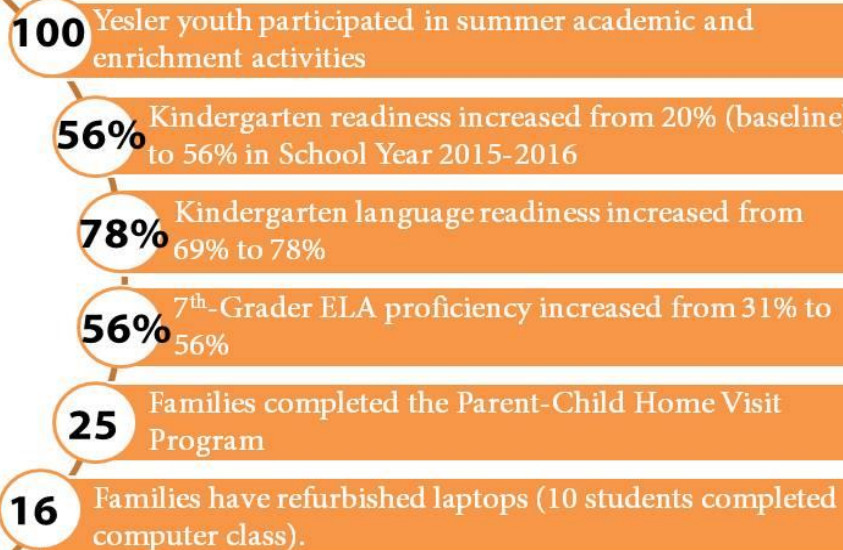 100 Yesler youth participated in summer academic and
enrichment activities
56% Kindergarten readiness increased from 20% (baseline)
to 56% in School Year 2015-2016
78% Kindergarten language readiness increased from
69% to 78%
56% 7th-Grader ELA proficiency increased from 31% to
56%
25 Families completed the Parent-Child Home Visit
Program
16 Families have refurbished laptops (10 students completed
computer class).